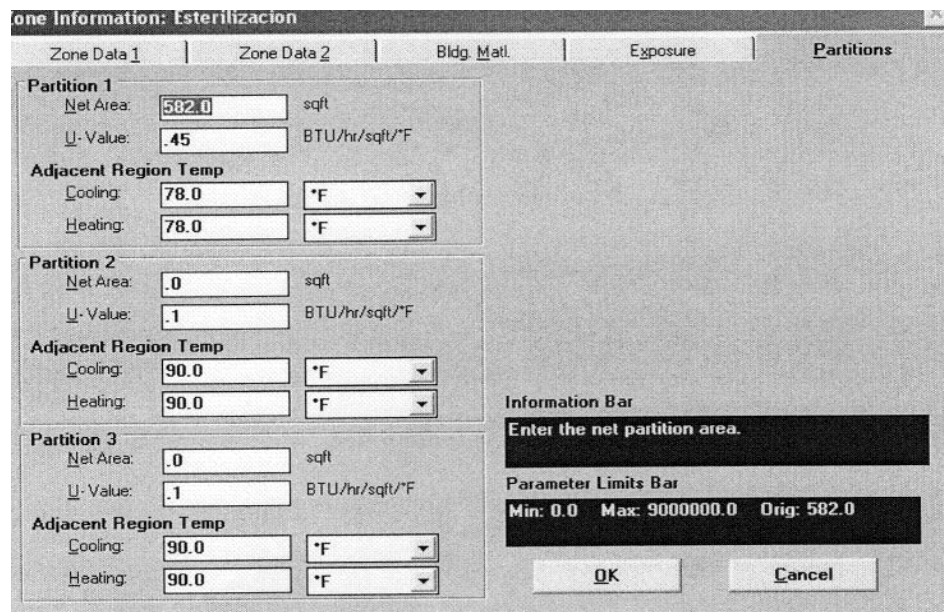 one Information: Esterilizacion
Zone Data 1 Zone Data 2 Bldg. Matl. Exposure Partitions
Partition 1
Net Area: 582.0 sqft
U-Value: .45 BTU/hr/sqft/°F
Adjacent Region Temp
Cooling: 78.0 °F
Heating: 78.0 °F
Partition 2
Net Area: .0 sqft
U-Value: .1 BTU/hr/sqft/°F
Adjacent Region Temp
Cooling: 90.0 °F
Heating: 90.0 °F
Partition 3
Net Area: .0 sqft
U-Value: .1 BTU/hr/sqft/°F
Adjacent Region Temp
Cooling: 90.0 °F
Heating: 90.0 °F
Information Bar
Enter the net partition area.
Parameter Limits Bar
Min: 0.0 Max: 9000000.0 Orig: 582.0
OK Cancel